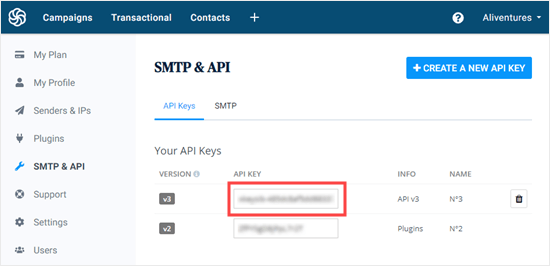 Campaigns Transactional Contacts + ? Aliventures
My Plan
My Profile
Senders & IPs
Plugins
SMTP & API
Support
Settings
Users
SMTP & API
+ CREATE A NEW API KEY
API Keys SMTP
Your API Keys
VERSION API KEY INFO NAME
v3 API v3 N°3
v2 Plugins N°2